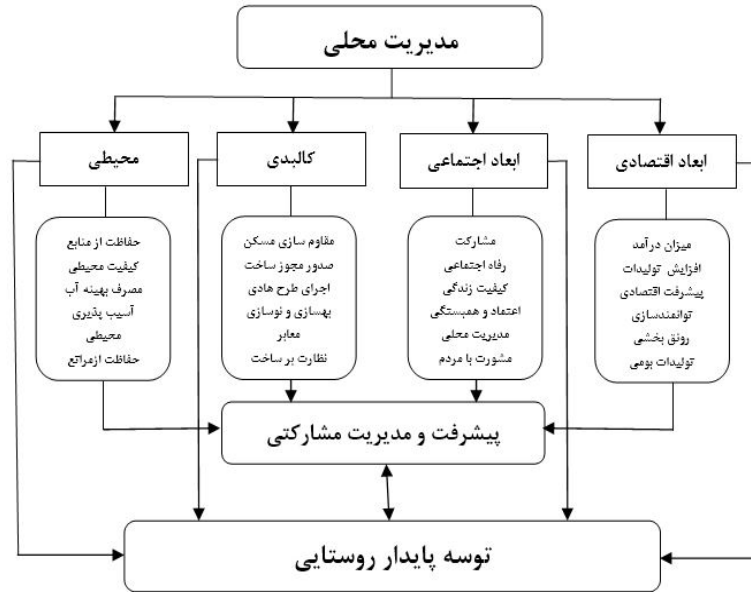 مدیریت محلی
ابعاد اقتصادی
ابعاد اجتماعی
کالبدی
محیطی
میزان درآمد
افزایش تولیدات
پیشرفت اقتصادی
توانمندسازی
رونق بخشی
تولیدات بومی
مشارکت
رفاه اجتماعی
کیفیت زندگی
اعتماد و همبستگی
مدیریت محلی
مشورت با مردم
مقاوم سازی مسکن
صدور مجوز ساخت
اجرای طرح هادی
بهسازی و نوسازی
معابر
نظارت بر ساخت
حفاظت از منابع
کیفیت محیطی
مصرف بهینه آب
آسیب پذیری
محیطی
حفاظت ازمراتع
پیشرفت و مدیریت مشارکتی
توسه پایدار روستایی